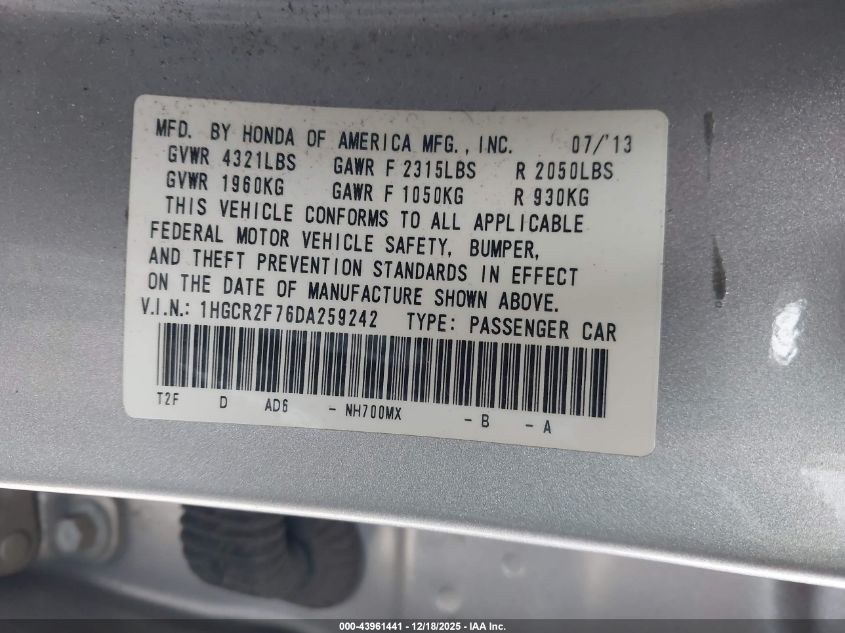 MFD. BY HONDA OF AMERICA MFG., INC. 07/'13
GVWR 4321LBS GAWR F 2315LBS R 2050LBS
GVWR 1960KG GAWR F 1050KG R 930KG
THIS VEHICLE CONFORMS TO ALL APPLICABLE
FEDERAL MOTOR VEHICLE SAFETY, BUMPER,
AND THEFT PREVENTION STANDARDS IN EFFECT
ON THE DATE OF MANUFACTURE SHOWN ABOVE.
V.I.N.: 1HGCR2F76DA259242 TYPE: PASSENGER CAR
T2F D AD6 - NH700MX - B - A
000-43961441 - 12/18/2025 - IAA Inc.